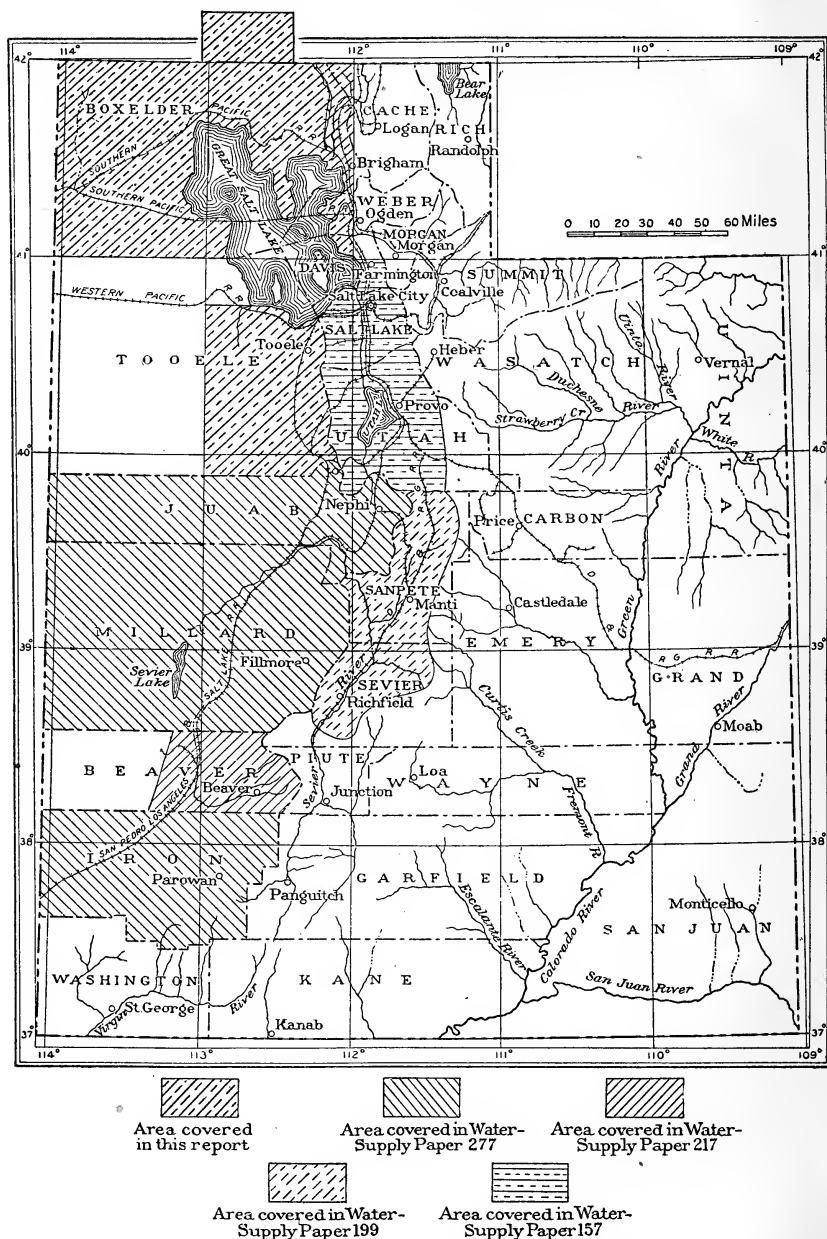 112°
111°
110°
109°
42°
42°
BOXELDER
PACIFIC R R
SOUTHERN
SOUTHERN PACIFIC
GREAT SALT LAKE
CACHE
Logan
RICH
Randolph
Bear
Lake
Brigham
WEBER
Ogden
MORGAN
Morgan
0 10 20 30 40 50 60 Miles
41°
41°
DAVIS
Farmington
SUMMIT
Coalville
WESTERN PACIFIC R R
Salt Lake City
SALT LAKE
TOOELE
Tooele
Heber
WASATCH
Uinta
River
Vernal
UINTA
Duchesne
River
Strawberry Cr.
Provo
UTAH L.
UTAH
White R.
40°
40°
JUAB
Nephi
Price
CARBON
Green
River
SANPETE
Manti
Castledale
D & R G R R
MILLARD
EMERY
39°
39°
Fillmore
Sevier
Lake
SALT LAKE R R
SEVIER
Richfield
Sevier
River
GRAND
Grand
River
Moab
Curtis
Creek
BEAVER
Beaver
PIUTE
Junction
Loa
WAYNE
Fremont R
SAN PEDRO LOS ANGELES &
38°
38°
IRON
Parowan
Panguitch
GARFIELD
Escalante River
Colorado River
Monticello
SAN JUAN
San Juan River
WASHINGTON
St.George
Virgin
River
KANE
Kanab
37°
37°
114°
113°
112°
111°
110°
109°
Area covered
in this report
Area covered in Water-
Supply Paper 277
Area covered in Water-
Supply Paper 217
Area covered in Water-
Supply Paper 199
Area covered in Water-
Supply Paper 157